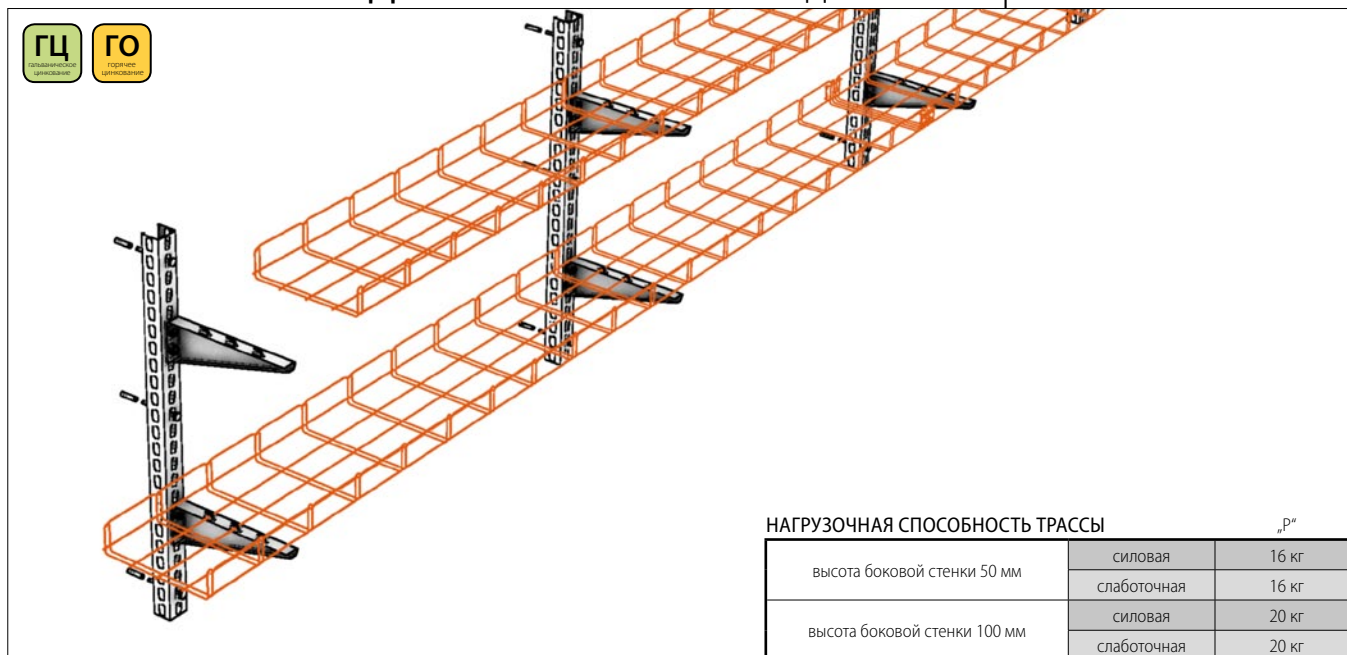 ГЦ
гальваническое
цинкование
ГО
горячее
цинкование
НАГРУЗОЧНАЯ СПОСОБНОСТЬ ТРАССЫ „P“
высота боковой стенки 50 мм
силовая 16 кг
слаботочная 16 кг
высота боковой стенки 100 мм
силовая 20 кг
слаботочная 20 кг